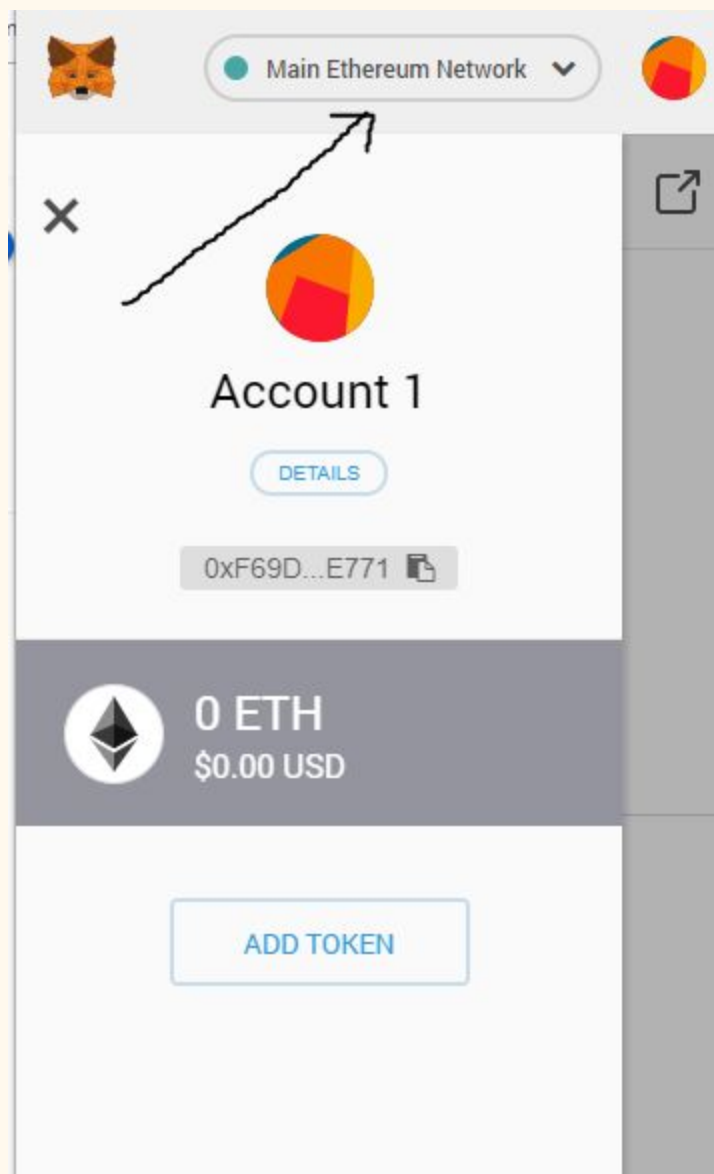 Main Ethereum Network
Account 1
DETAILS
0xF69D...E771
0 ETH
$0.00 USD
ADD TOKEN